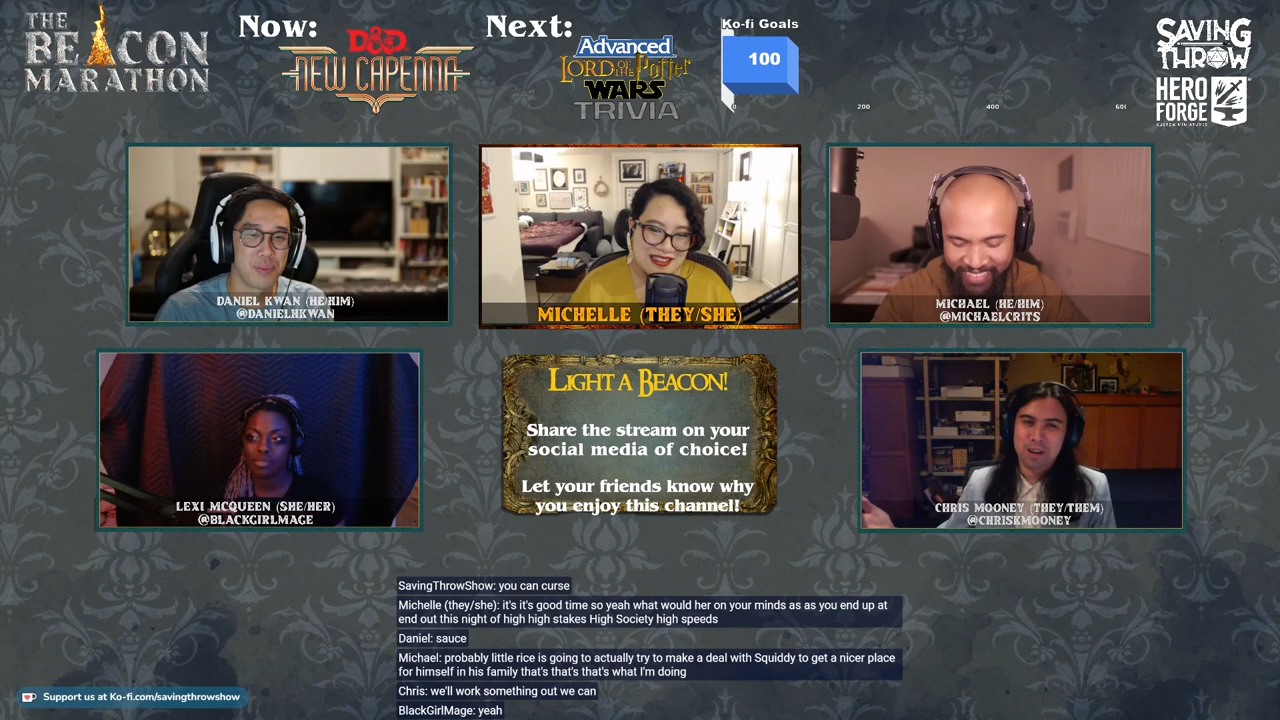 THE
BEACON
MARATHON
Now:
D&D
NEW CAPENNA
Next:
Advanced
LORD OF THE Potter
WARS
TRIVIA
Ko-fi Goals
100
0
200
400
600
SAVING
THROW
HERO
FORGE
CUSTOM MINIATURES
DANIEL KWAN (HE/HIM)
@DANIELHKWAN
MICHELLE (THEY/SHE)
MICHAEL (HE/HIM)
@MICHAELCRITS
LEXI MCQUEEN (SHE/HER)
@BLACKGIRLMAGE
LIGHT A BEACON!
Share the stream on your
social media of choice!
Let your friends know why
you enjoy this channel!
CHRIS MOONEY (THEY/THEM)
@CHRISKMOONEY
SavingThrowShow: you can curse
Michelle (they/she): it's it's good time so yeah what would her on your minds as as you end up at
end out this night of high high stakes High Society high speeds
Daniel: sauce
Michael: probably little rice is going to actually try to make a deal with Squiddy to get a nicer place
for himself in his family that's that's that's what I'm doing
Chris: we'll work something out we can
BlackGirlMage: yeah
Support us at Ko-fi.com/savingthrowshow